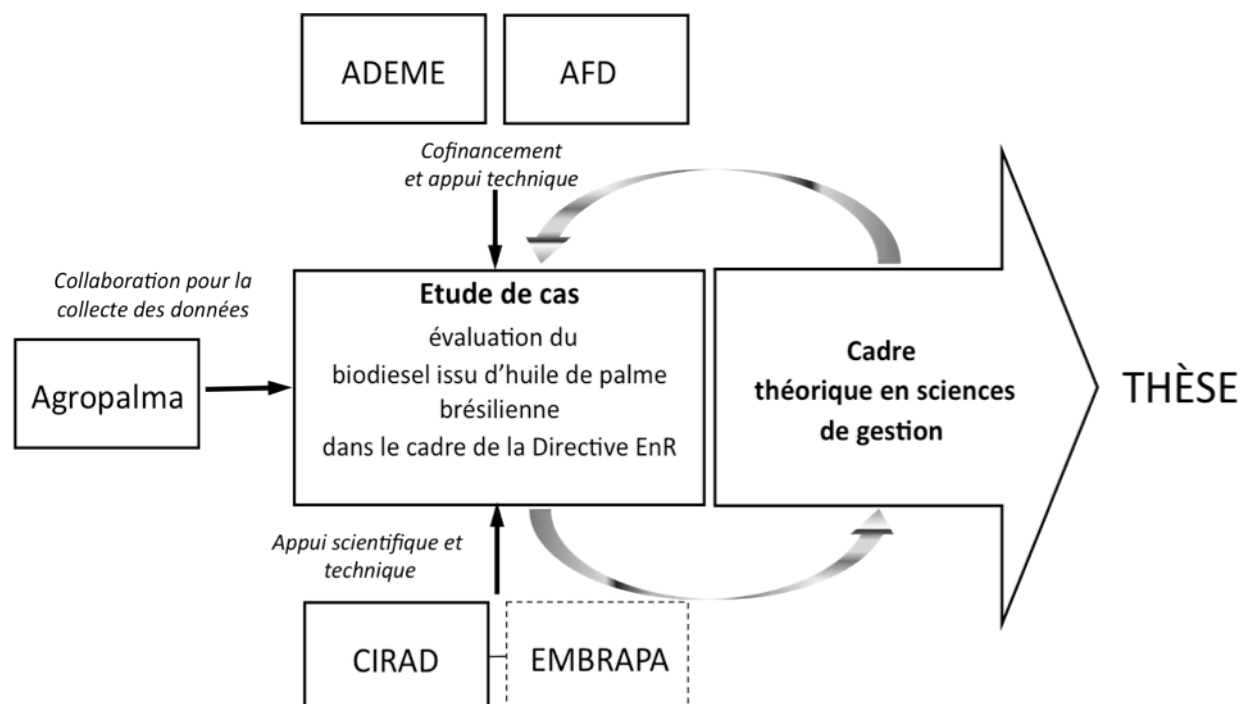 ADEME
AFD
Cofinancement
et appui technique
Collaboration pour la
collecte des données
Agropalma
Etude de cas
évaluation du
biodiesel issu d’huile de palme
brésilienne
dans le cadre de la Directive EnR
Cadre
théorique en sciences
de gestion
THÈSE
Appui scientifique et
technique
CIRAD
EMBRAPA